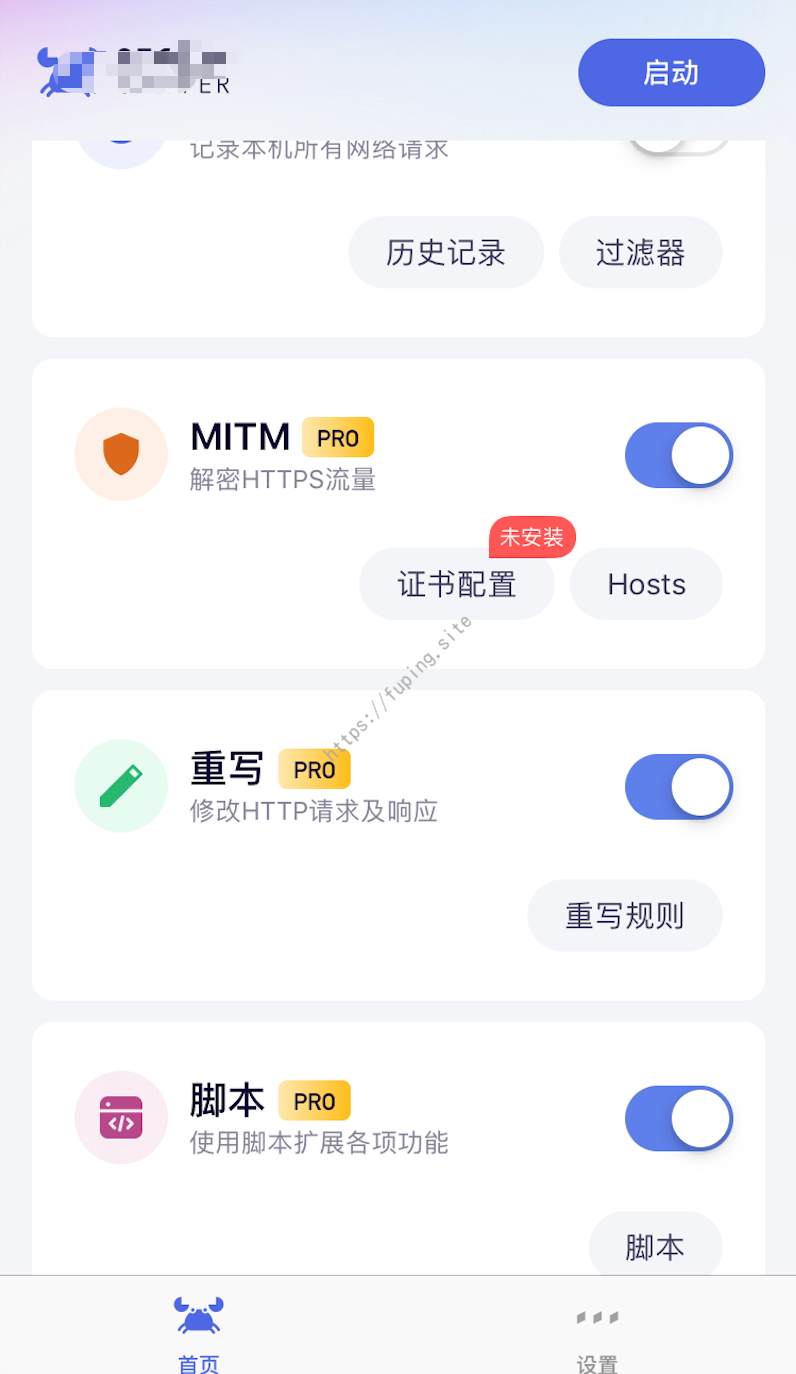 启动
记录本机所有网络请求
历史记录
过滤器
MITM PRO
解密HTTPS流量
未安装
证书配置
Hosts
https://fuping.site
重写 PRO
修改HTTP请求及响应
重写规则
脚本 PRO
使用脚本扩展各项功能
脚本
首页
设置